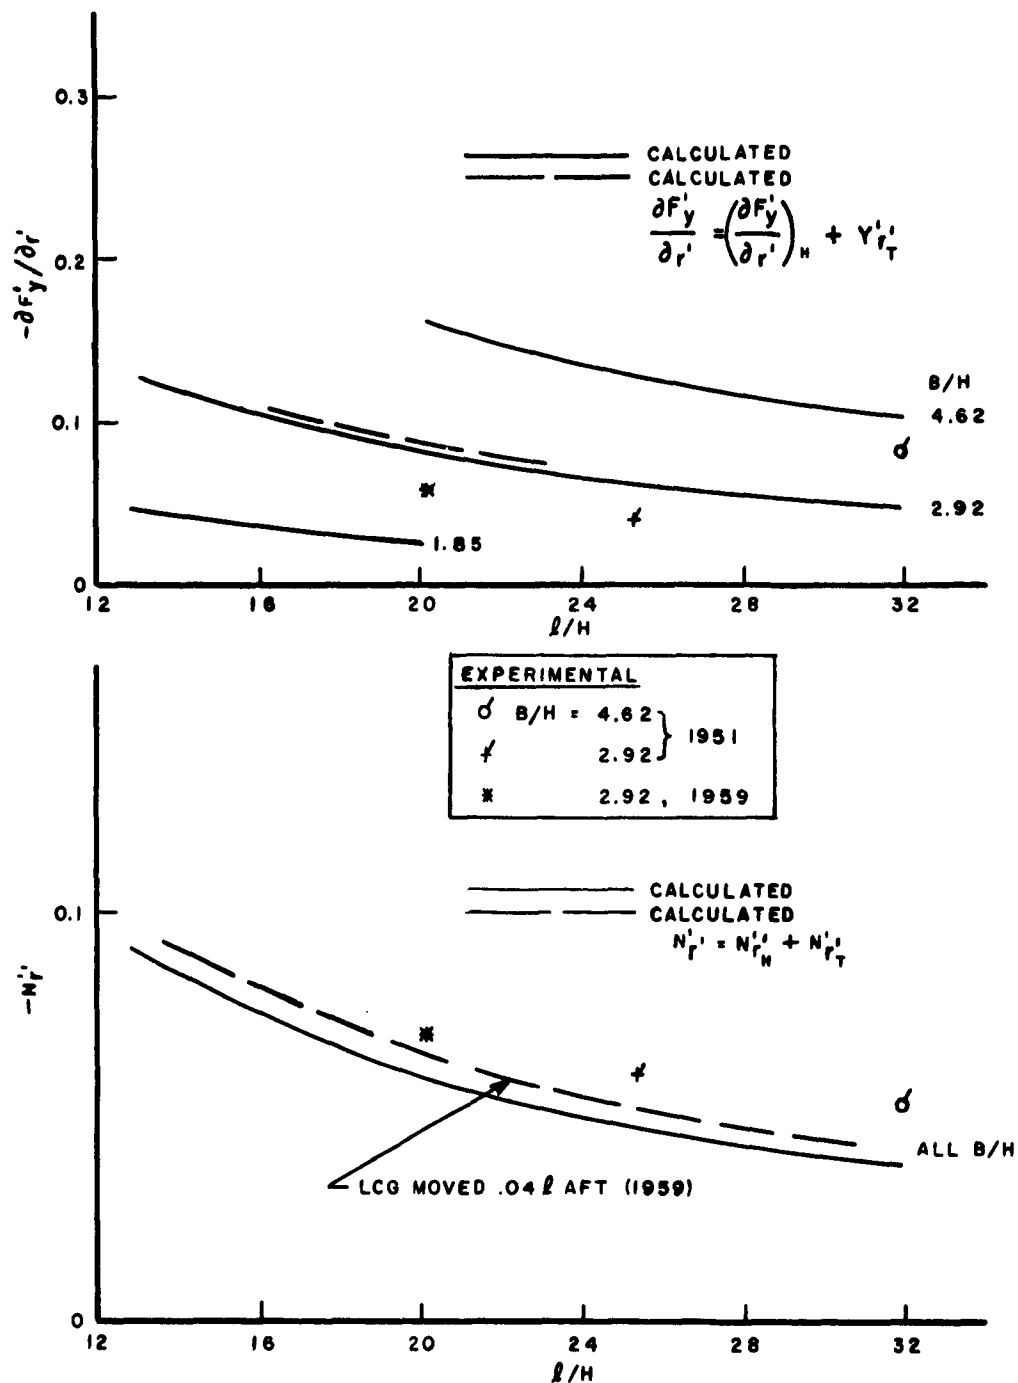 0.3
CALCULATED
CALCULATED
∂F'y/∂r' = (∂F'y/∂r')H + Y'r'T
-∂F'y/∂r'
0.2
B/H
4.62
0.1
2.92
1.85
0
12 16 20 24 28 32
ℓ/H
EXPERIMENTAL
B/H = 4.62
2.92 } 1951
2.92, 1959
CALCULATED
CALCULATED
N'r' = N'r'H + N'r'T
0.1
-N'r'
ALL B/H
LCG MOVED .04ℓ AFT (1959)
0
12 16 20 24 28 32
ℓ/H